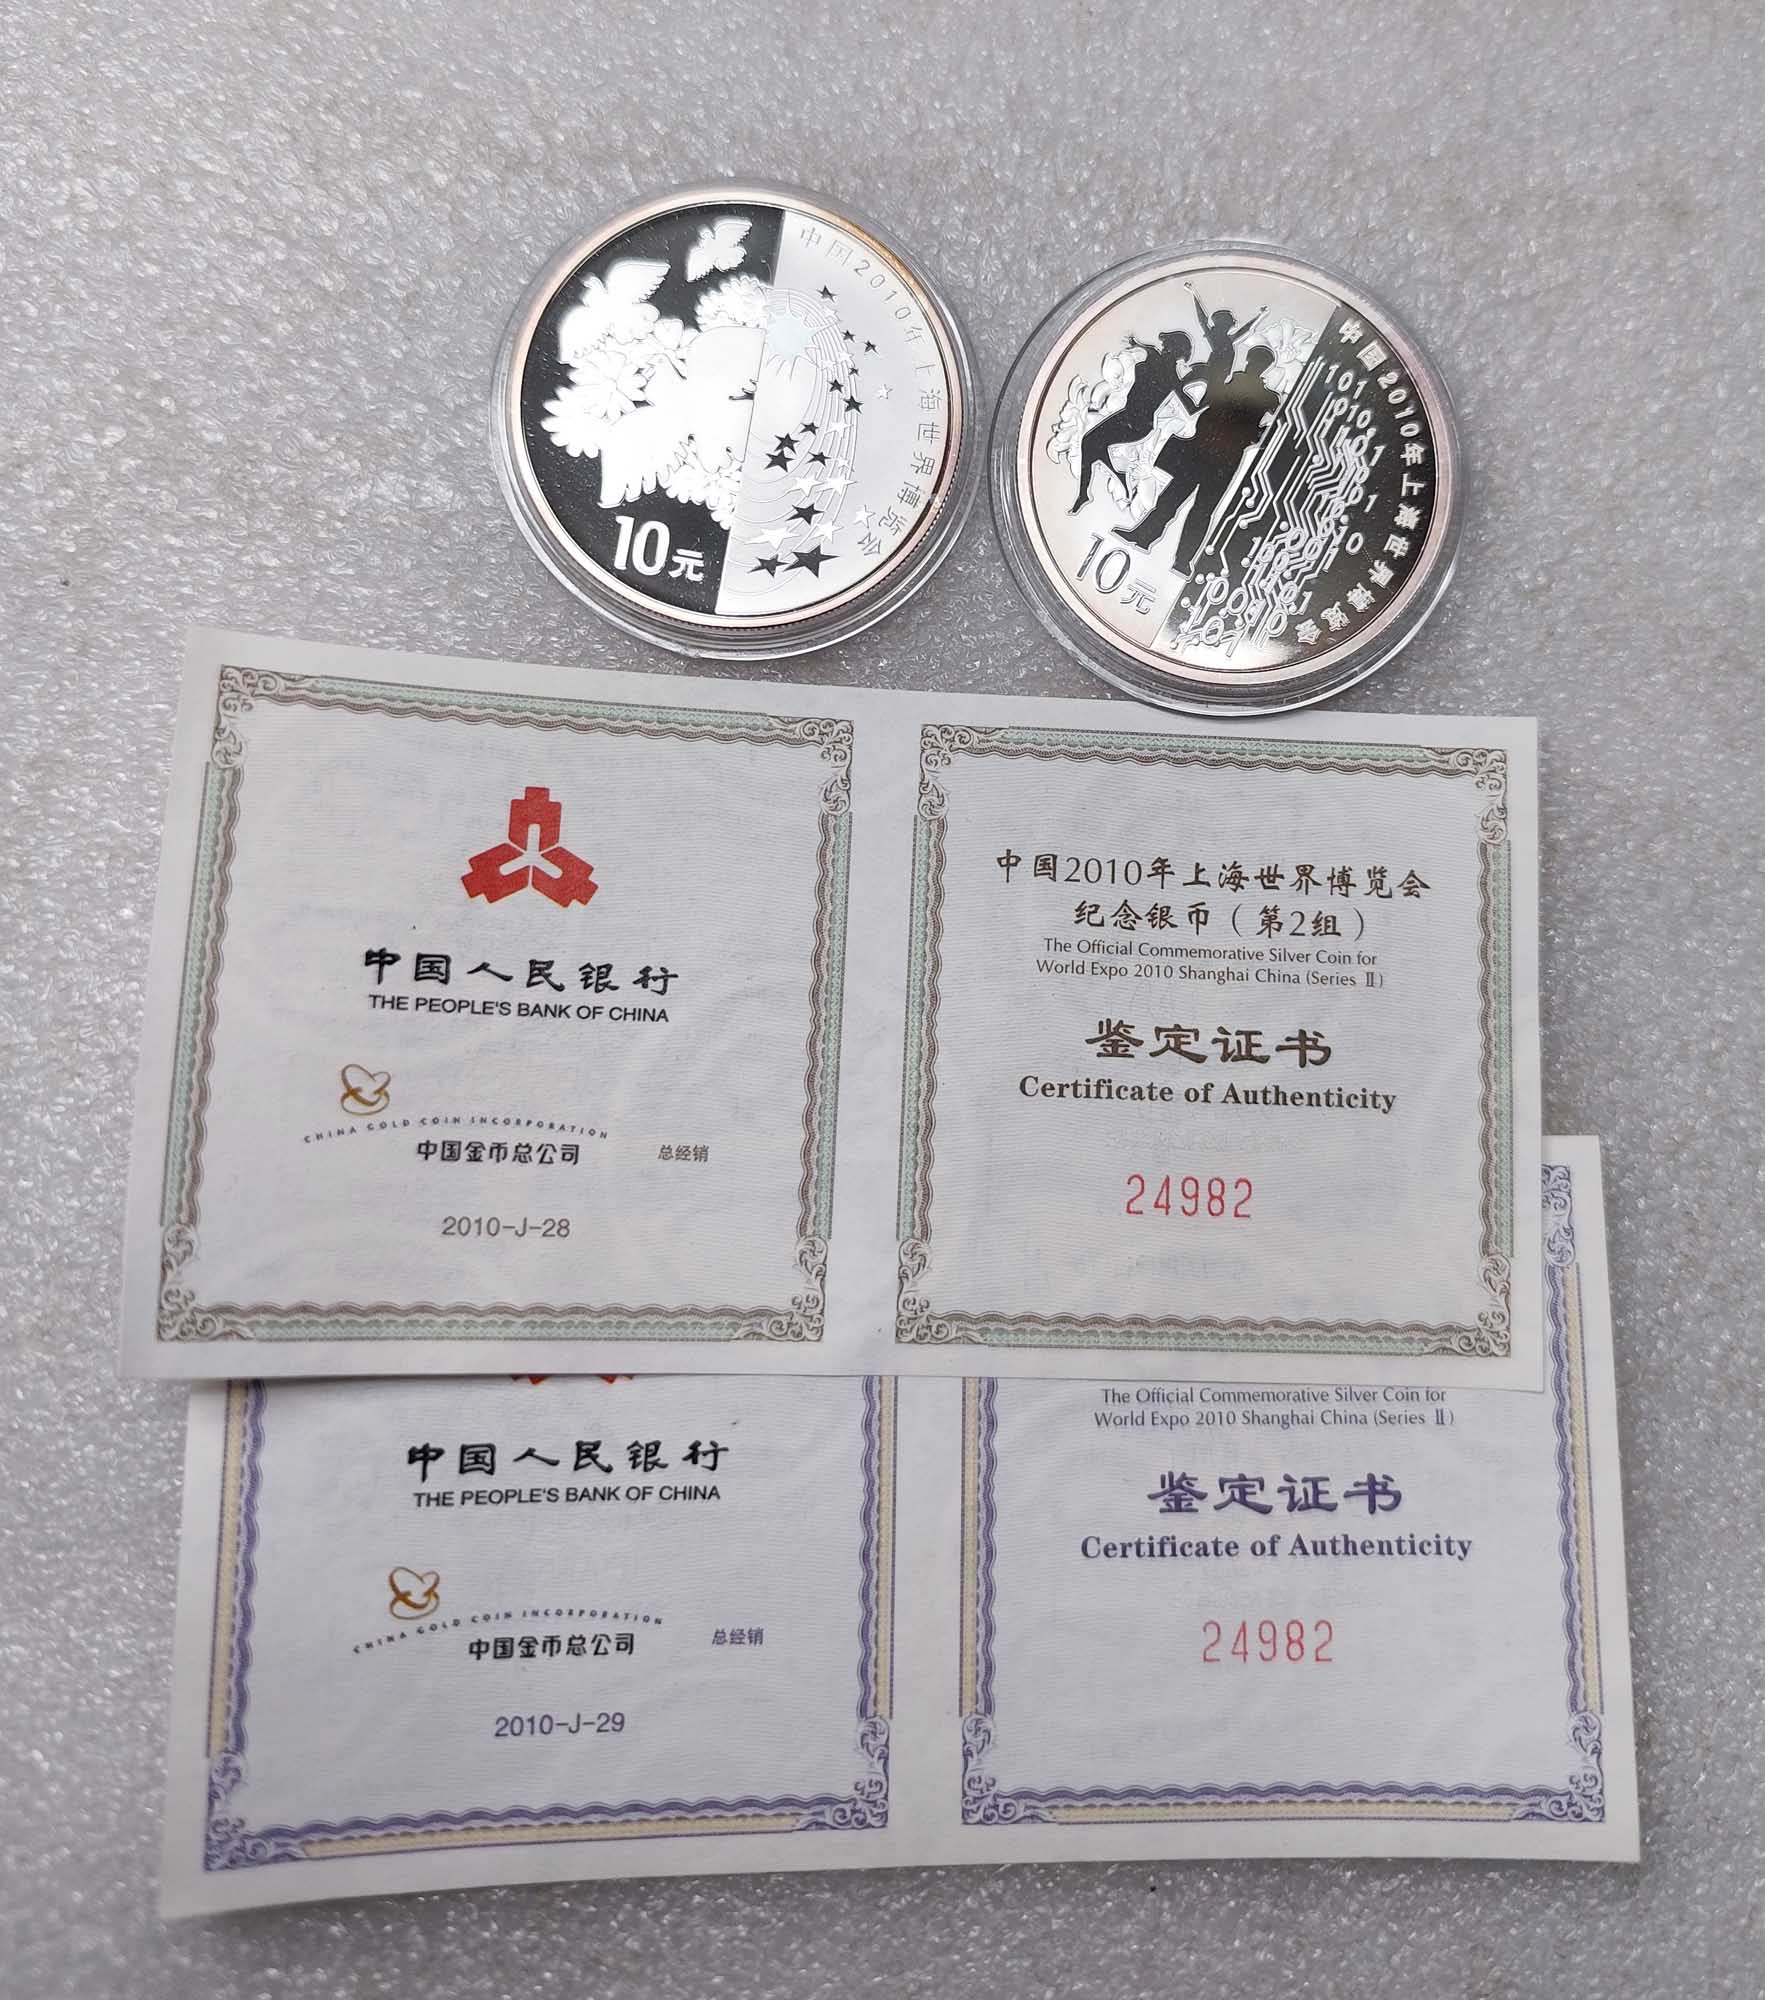 中国2010年上海世界博览会
10元
中国2010年上海世界博览会
10元
中国人民银行
THE PEOPLE'S BANK OF CHINA
CHINA GOLD COIN INCORPORATION
中国金币总公司
总经销
2010-J-28
中国2010年上海世界博览会
纪念银币（第2组）
The Official Commemorative Silver Coin for
World Expo 2010 Shanghai China (Series Ⅱ)
鉴定证书
Certificate of Authenticity
24982
中国人民银行
THE PEOPLE'S BANK OF CHINA
CHINA GOLD COIN INCORPORATION
中国金币总公司
总经销
2010-J-29
The Official Commemorative Silver Coin for
World Expo 2010 Shanghai China (Series Ⅱ)
鉴定证书
Certificate of Authenticity
24982